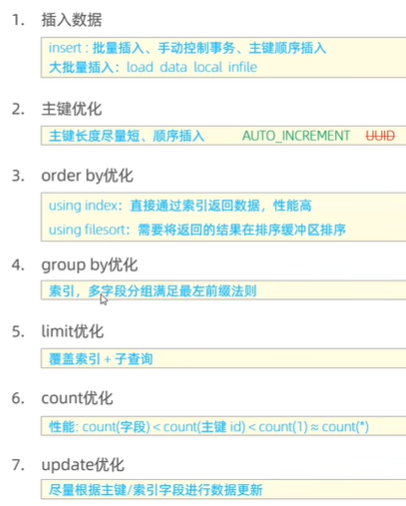 1. 插入数据
insert : 批量插入、手动控制事务、主键顺序插入
大批量插入：load data local infile
2. 主键优化
主键长度尽量短、顺序插入 AUTO_INCREMENT UUID
3. order by优化
using index：直接通过索引返回数据，性能高
using filesort：需要将返回的结果在排序缓冲区排序
4. group by优化
索引，多字段分组满足最左前缀法则
5. limit优化
覆盖索引 + 子查询
6. count优化
性能: count(字段) < count(主键 id) < count(1) ≈ count(*)
7. update优化
尽量根据主键/索引字段进行数据更新